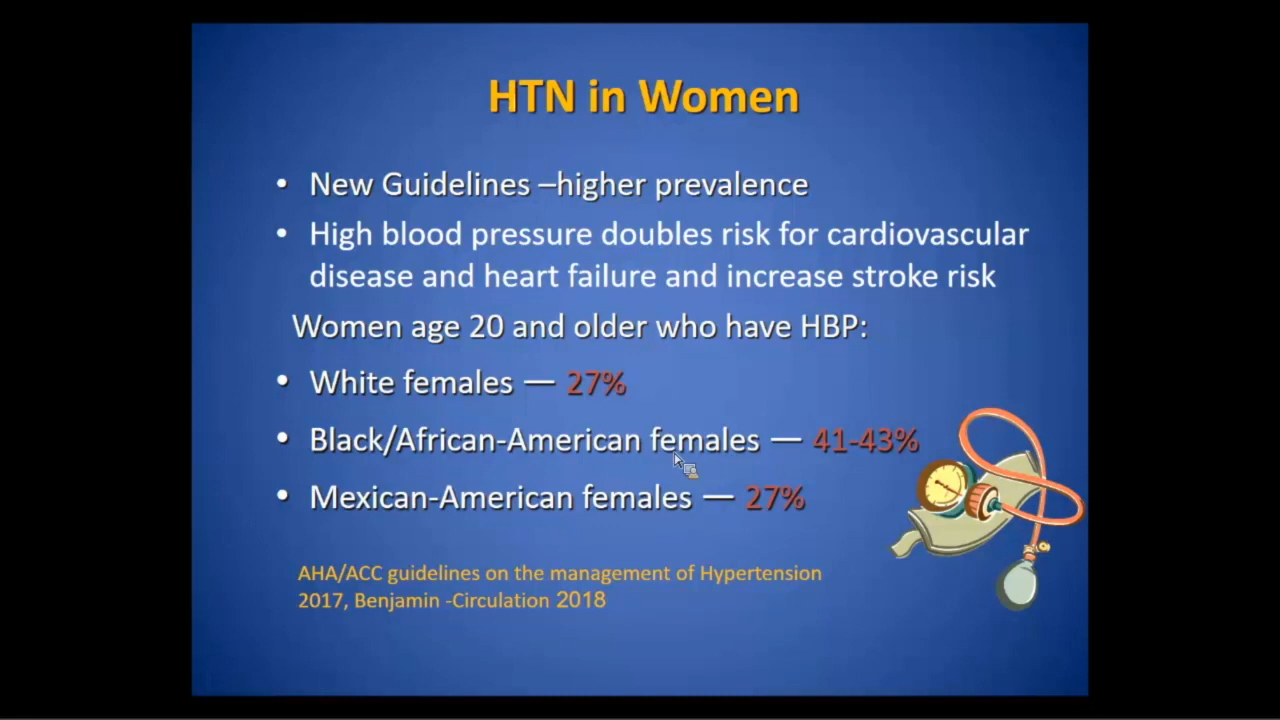 HTN in Women
• New Guidelines –higher prevalence
• High blood pressure doubles risk for cardiovascular
disease and heart failure and increase stroke risk
Women age 20 and older who have HBP:
• White females — 27%
• Black/African-American females — 41-43%
• Mexican-American females — 27%
AHA/ACC guidelines on the management of Hypertension
2017, Benjamin -Circulation 2018